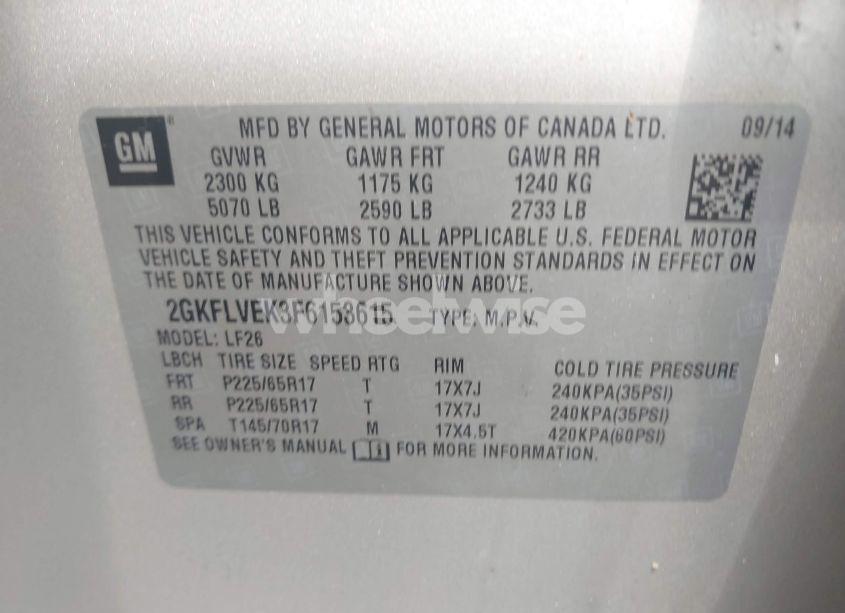 GM
MFD BY GENERAL MOTORS OF CANADA LTD. 09/14
GVWR GAWR FRT GAWR RR
2300 KG 1175 KG 1240 KG
5070 LB 2590 LB 2733 LB
THIS VEHICLE CONFORMS TO ALL APPLICABLE U.S. FEDERAL MOTOR
VEHICLE SAFETY AND THEFT PREVENTION STANDARDS IN EFFECT ON
THE DATE OF MANUFACTURE SHOWN ABOVE.
2GKFLVEK3F6153615 TYPE: M.P.V.
wheelwise
MODEL: LF26
LBCH TIRE SIZE SPEED RTG RIM COLD TIRE PRESSURE
FRT P225/65R17 T 17X7J 240KPA(35PSI)
RR P225/65R17 T 17X7J 240KPA(35PSI)
SPA T145/70R17 M 17X4.5T 420KPA(60PSI)
SEE OWNER'S MANUAL FOR MORE INFORMATION.